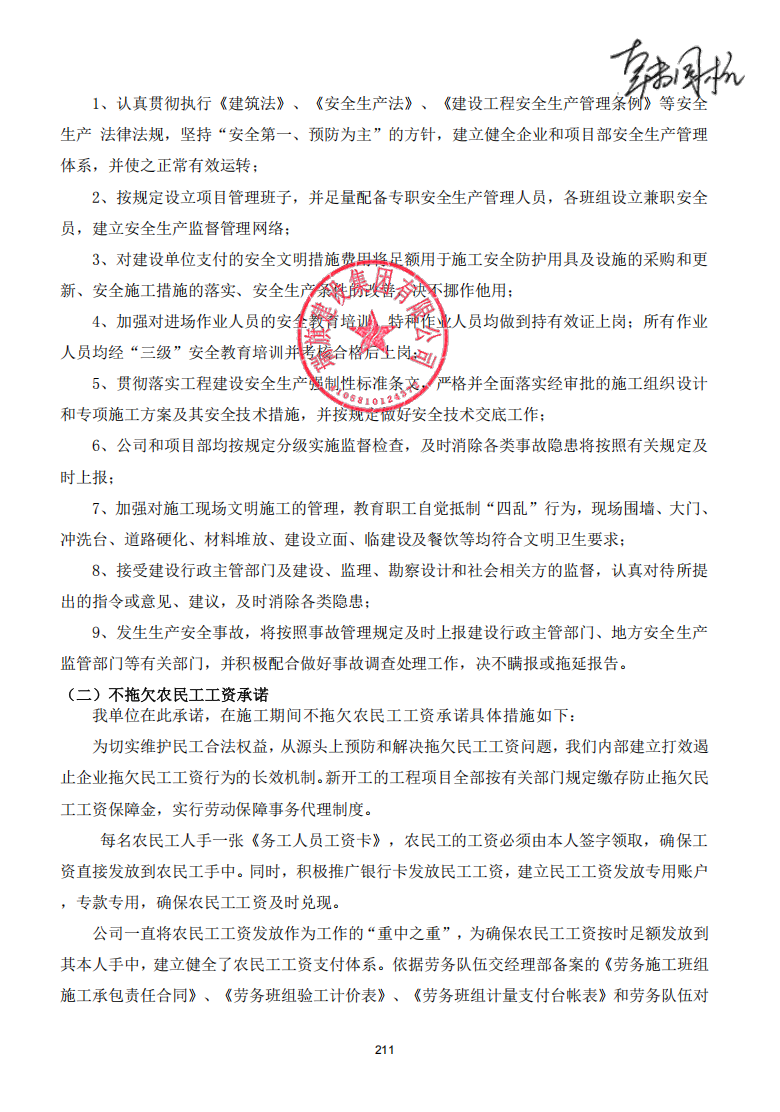 1、认真贯彻执行《建筑法》、《安全生产法》、《建设工程安全生产管理条例》等安全
生产 法律法规，坚持“安全第一、预防为主”的方针，建立健全企业和项目部安全生产管理
体系，并使之正常有效运转；
2、按规定设立项目管理班子，并足量配备专职安全生产管理人员，各班组设立兼职安全
员，建立安全生产监督管理网络；
3、对建设单位支付的安全文明措施费用将足额用于施工安全防护用具及设施的采购和更
新、安全施工措施的落实、安全生产条件的改善，决不挪作他用；
4、加强对进场作业人员的安全教育培训，特种作业人员均做到持有效证上岗；所有作业
人员均经“三级”安全教育培训并考核合格后上岗；
建设集团有限公司
5、贯彻落实工程建设安全生产强制性标准条文，严格并全面落实经审批的施工组织设计
和专项施工方案及其安全技术措施，并按规定做好安全技术交底工作；
6、公司和项目部均按规定分级实施监督检查，及时消除各类事故隐患将按照有关规定及
时上报；
7、加强对施工现场文明施工的管理，教育职工自觉抵制“四乱”行为，现场围墙、大门、
冲洗台、道路硬化、材料堆放、建设立面、临建设及餐饮等均符合文明卫生要求；
8、接受建设行政主管部门及建设、监理、勘察设计和社会相关方的监督，认真对待所提
出的指令或意见、建议，及时消除各类隐患；
9、发生生产安全事故，将按照事故管理规定及时上报建设行政主管部门、地方安全生产
监管部门等有关部门，并积极配合做好事故调查处理工作，决不瞒报或拖延报告。
（二）不拖欠农民工工资承诺
我单位在此承诺，在施工期间不拖欠农民工工资承诺具体措施如下：
为切实维护民工合法权益，从源头上预防和解决拖欠民工工资问题，我们内部建立打效遏
止企业拖欠民工工资行为的长效机制。新开工的工程项目全部按有关部门规定缴存防止拖欠民
工工资保障金，实行劳动保障事务代理制度。
每名农民工人手一张《务工人员工资卡》，农民工的工资必须由本人签字领取，确保工
资直接发放到农民工手中。同时，积极推广银行卡发放民工工资，建立民工工资发放专用账户
，专款专用，确保农民工工资及时兑现。
公司一直将农民工工资发放作为工作的“重中之重”，为确保农民工工资按时足额发放到
其本人手中，建立健全了农民工工资支付体系。依据劳务队伍交经理部备案的《劳务施工班组
施工承包责任合同》、《劳务班组验工计价表》、《劳务班组计量支付台帐表》和劳务队伍对
211